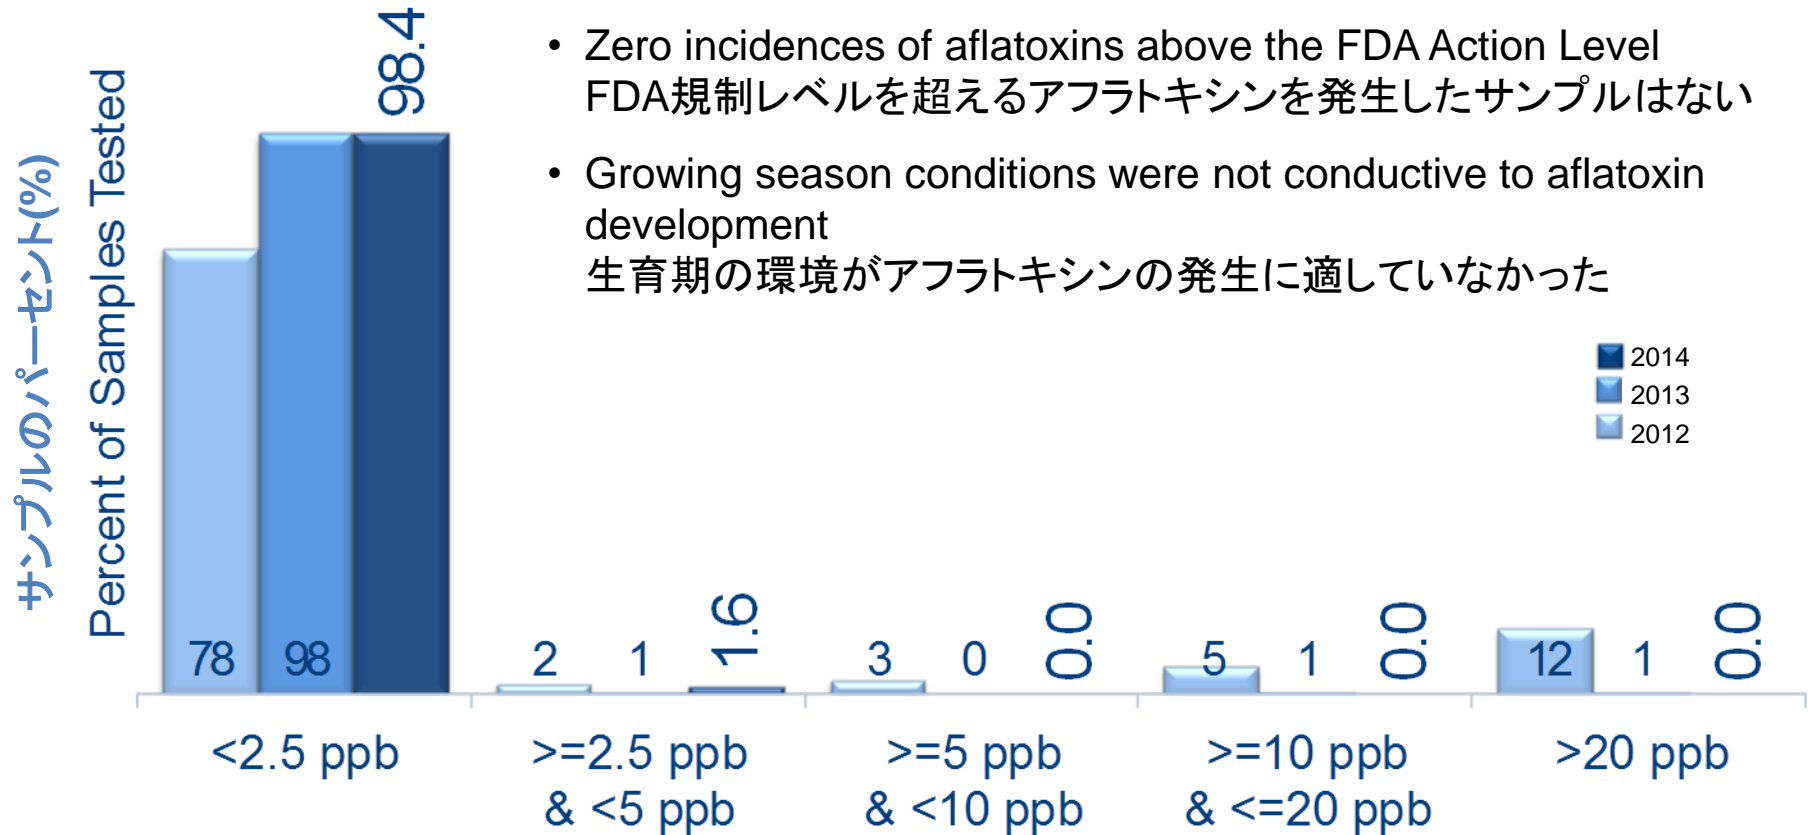 • Zero incidences of aflatoxins above the FDA Action Level
FDA規制レベルを超えるアフラトキシンを発生したサンプルはない
• Growing season conditions were not conductive to aflatoxin
development
生育期の環境がアフラトキシンの発生に適していなかった
サンプルのパーセント(%)
Percent of Samples Tested
2014
2013
2012
78 98 98.4
2 1 1.6
3 0 0.0
5 1 0.0
12 1 0.0
<2.5 ppb
>=2.5 ppb
& <5 ppb
>=5 ppb
& <10 ppb
>=10 ppb
& <=20 ppb
>20 ppb